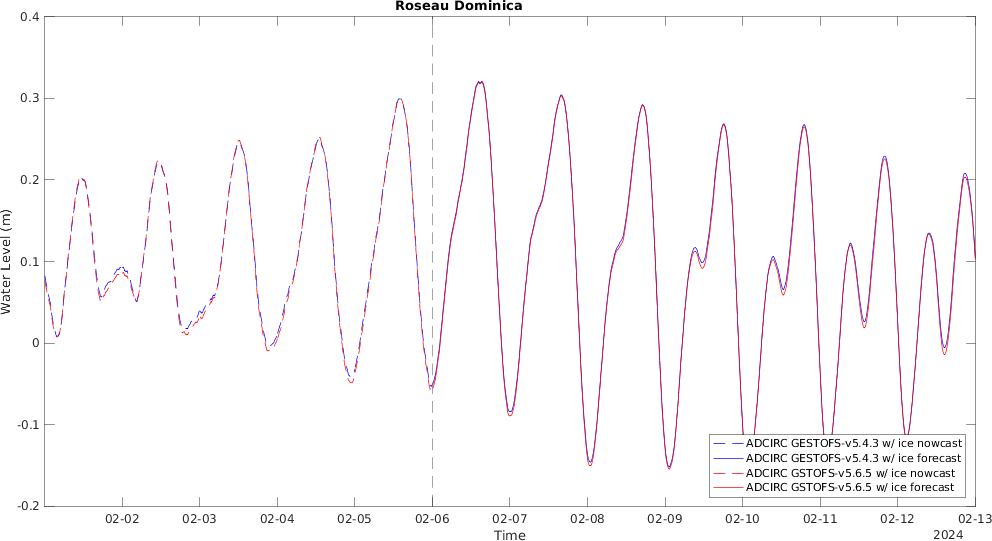 Roseau Dominica
0.4
0.3
0.2
0.1
0
-0.1
-0.2
Water Level (m)
ADCIRC GESTOFS-v5.4.3 w/ ice nowcast
ADCIRC GESTOFS-v5.4.3 w/ ice forecast
ADCIRC GSTOFS-v5.6.5 w/ ice nowcast
ADCIRC GSTOFS-v5.6.5 w/ ice forecast
02-02 02-03 02-04 02-05 02-06 02-07 02-08 02-09 02-10 02-11 02-12 02-13
Time
2024